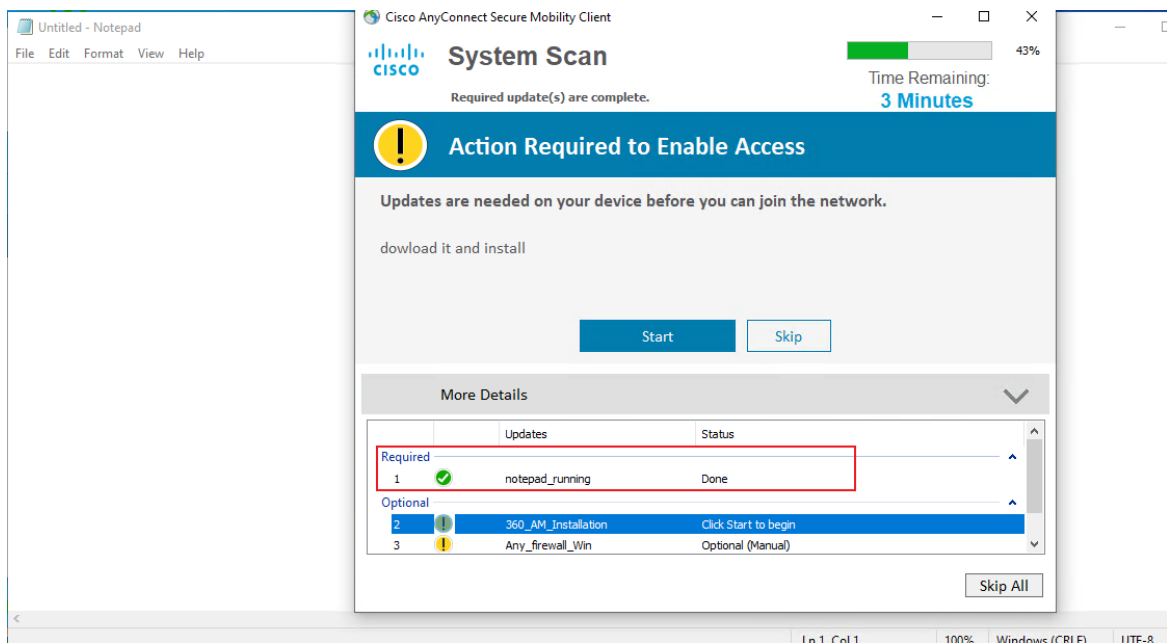 Untitled - Notepad
File Edit Format View Help
Cisco AnyConnect Secure Mobility Client
CISCO
System Scan
43%
Time Remaining:
3 Minutes
Required update(s) are complete.
Action Required to Enable Access
Updates are needed on your device before you can join the network.
dowload it and install
Start Skip
More Details
Updates Status
Required
1 notepad_running Done
Optional
2 360_AM_Installation Click Start to begin
3 Any_firewall_Win Optional (Manual)
Skip All
Ln 1, Col 1 100% Windows (CRLF) UTF-8